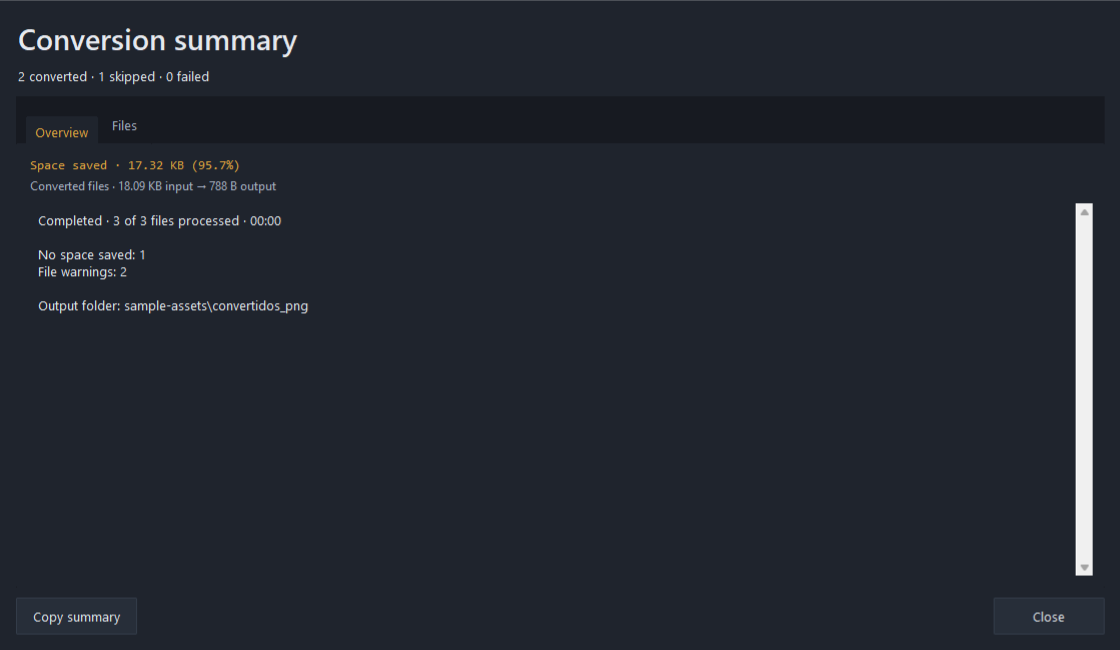 Conversion summary
2 converted · 1 skipped · 0 failed
Overview
Files
Space saved · 17.32 KB (95.7%)
Converted files · 18.09 KB input → 788 B output
Completed · 3 of 3 files processed · 00:00
No space saved: 1
File warnings: 2
Output folder: sample-assets\convertidos_png
Copy summary
Close